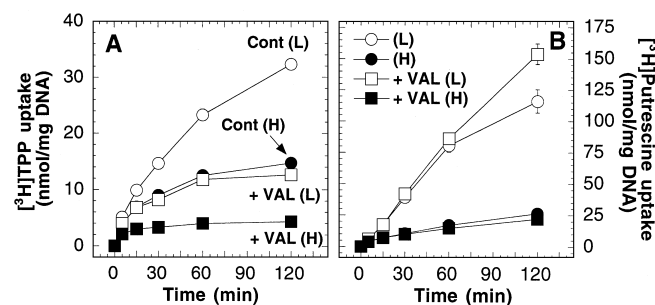 A
Cont (L)
Cont (H)
+ VAL (L)
+ VAL (H)
[³H]TPP uptake
(nmol/mg DNA)
40
30
20
10
0
0 30 60 90 120
Time (min)
B
(L)
(H)
+ VAL (L)
+ VAL (H)
[³H]Putrescine uptake
(nmol/mg DNA)
175
150
125
100
75
50
25
0
0 30 60 90 120
Time (min)